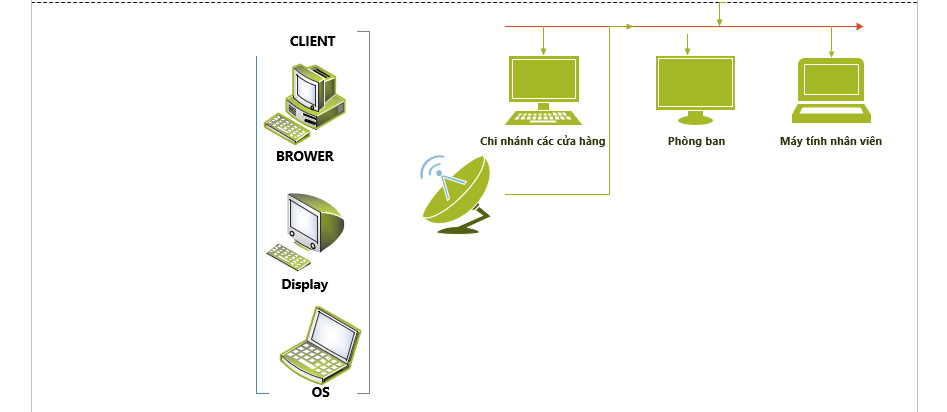 CLIENT
BROWER
Display
OS
Chi nhánh các cửa hàng
Phòng ban
Máy tính nhân viên